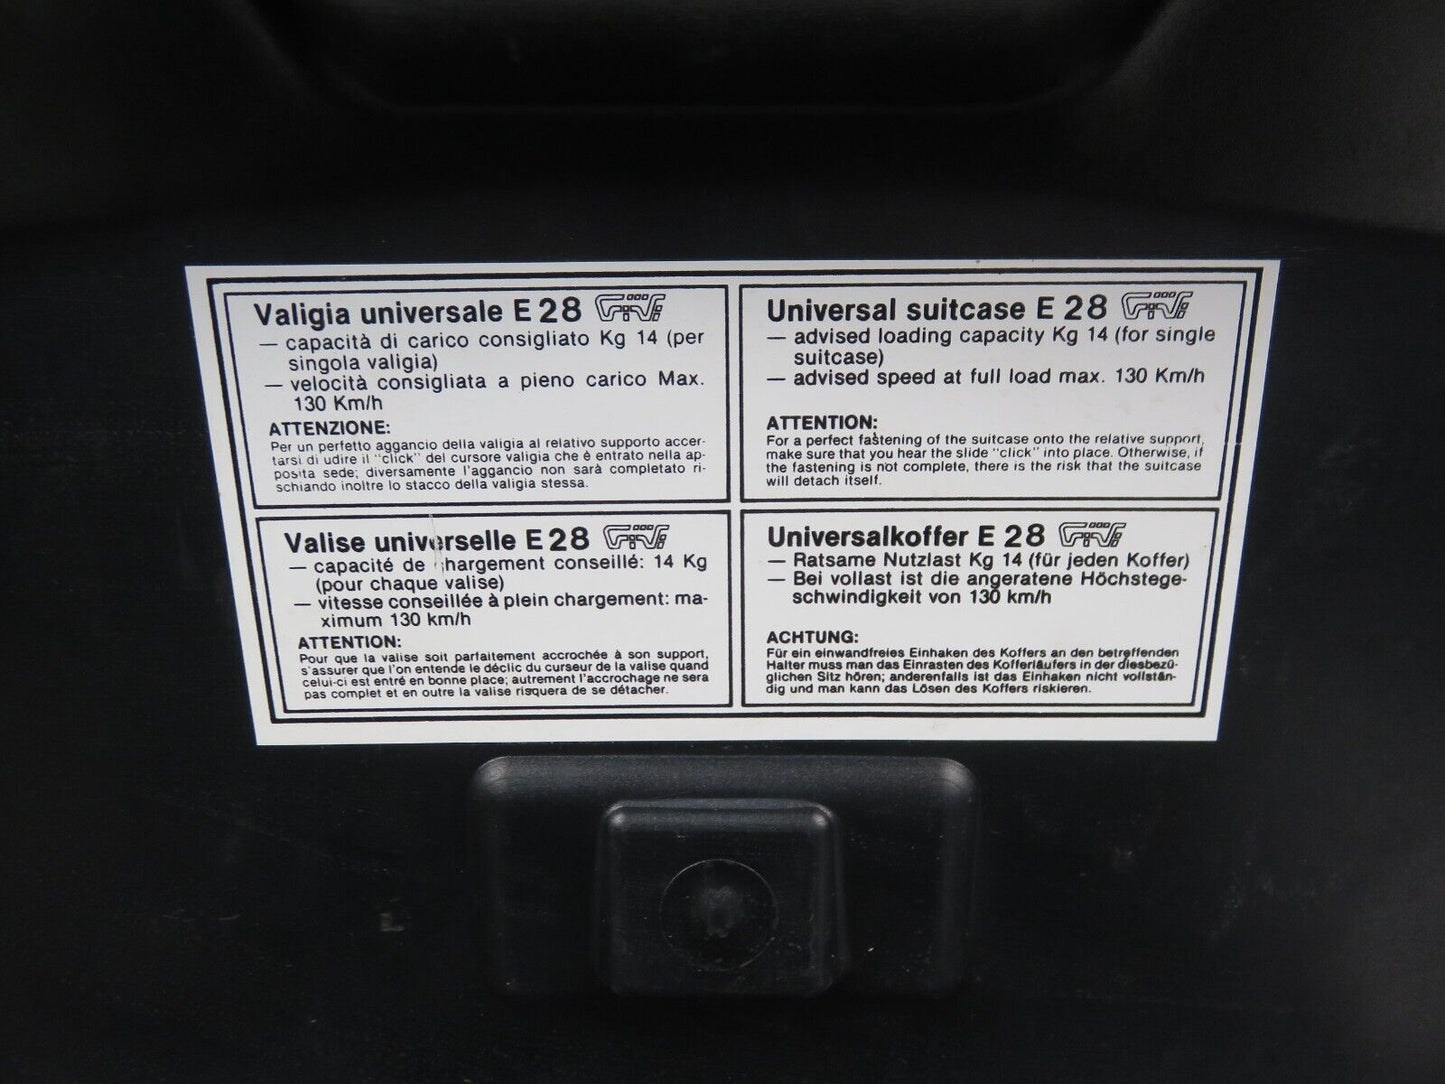 Valigia universale E 28 GIVI
— capacità di carico consigliato Kg 14 (per
singola valigia)
— velocità consigliata a pieno carico Max.
130 Km/h
ATTENZIONE:
Per un perfetto aggancio della valigia al relativo supporto accer-
tarsi di udire il "click" del cursore valigia che è entrato nella ap-
posita sede; diversamente l'aggancio non sarà completato ri-
schiando inoltre lo stacco della valigia stessa.
Universal suitcase E 28 GIVI
— advised loading capacity Kg 14 (for single
suitcase)
— advised speed at full load max. 130 Km/h
ATTENTION:
For a perfect fastening of the suitcase onto the relative support,
make sure that you hear the slide "click" into place. Otherwise, if
the fastening is not complete, there is the risk that the suitcase
will detach itself.
Valise universelle E 28 GIVI
— capacité de chargement conseillé: 14 Kg
(pour chaque valise)
— vitesse conseillée à plein chargement: ma-
ximum 130 km/h
ATTENTION:
Pour que la valise soit parfaitement accrochée à son support,
s'assurer que l'on entende le déclic du curseur de la valise quand
celui-ci est entré en bonne place; autrement l'accrochage ne sera
pas complet et en outre la valise risquera de se détacher.
Universalkoffer E 28 GIVI
— Ratsame Nutzlast Kg 14 (für jeden Koffer)
— Bei vollast ist die angeratene Höchstege-
schwindigkeit von 130 km/h
ACHTUNG:
Für ein einwandfreies Einhaken des Koffers an den betreffenden
Halter muss man das Einrasten des Kofferläufers in der diesbezü-
glichen Sitz hören; anderenfalls ist das Einhaken nicht vollstän-
dig und man kann das Lösen des Koffers riskieren.